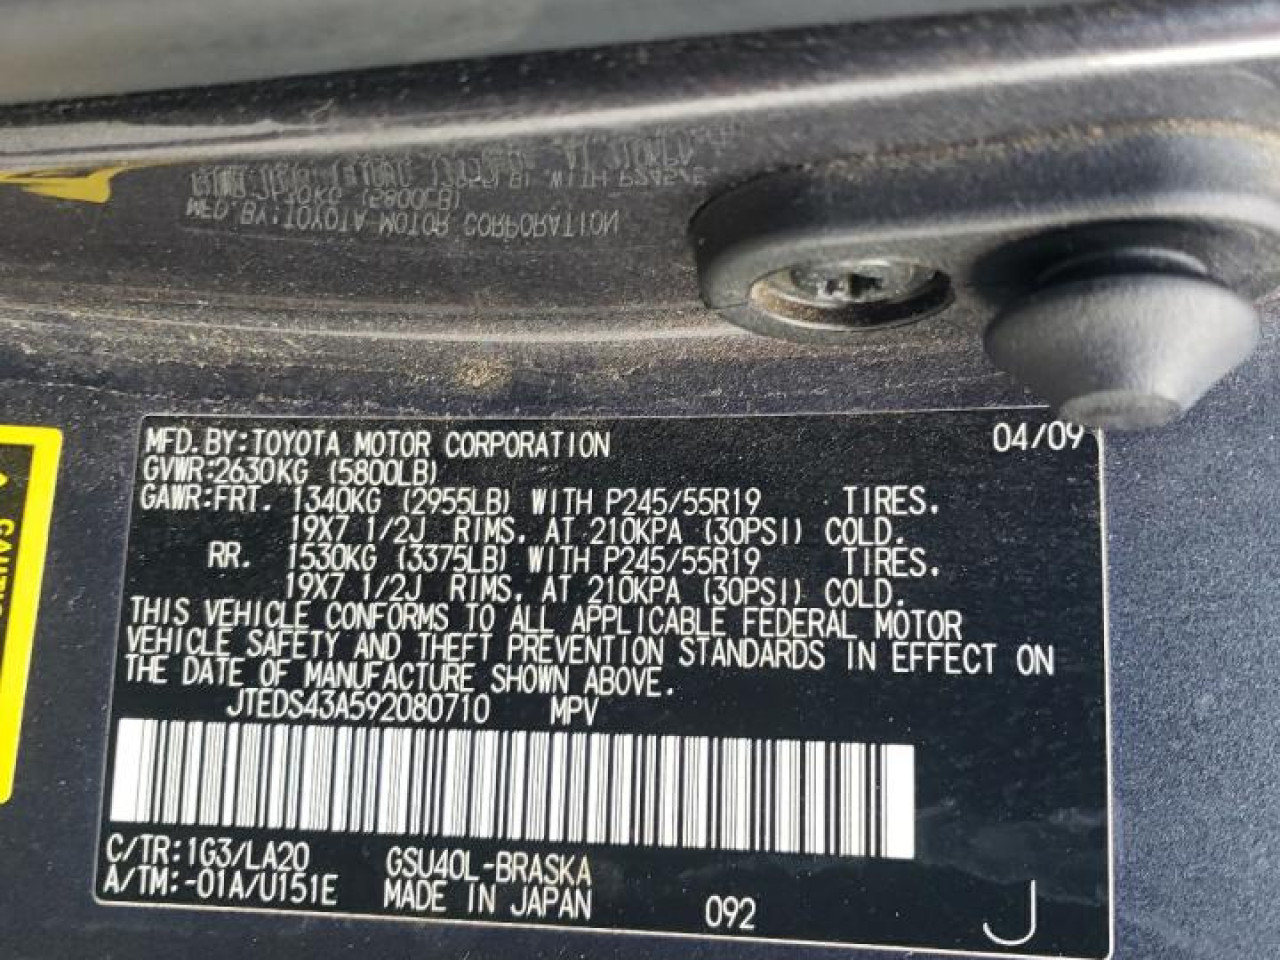 MFD.BY:TOYOTA MOTOR CORPORATION 04/09
GVWR:2630KG (5800LB)
GAWR:FRT. 1340KG (2955LB) WITH P245/55R19 TIRES.
19X7 1/2J RIMS. AT 210KPA (30PSI) COLD.
RR. 1530KG (3375LB) WITH P245/55R19 TIRES.
19X7 1/2J RIMS. AT 210KPA (30PSI) COLD.
THIS VEHICLE CONFORMS TO ALL APPLICABLE FEDERAL MOTOR
VEHICLE SAFETY AND THEFT PREVENTION STANDARDS IN EFFECT ON
THE DATE OF MANUFACTURE SHOWN ABOVE.
JTEDS43A592080710 MPV
C/TR:1G3/LA20 GSU40L-BRASKA
A/TM:-01A/U151E MADE IN JAPAN 092 J